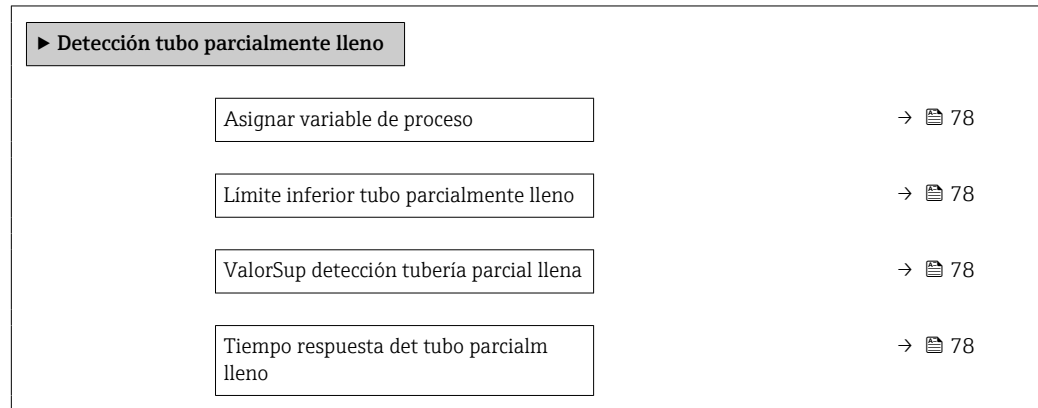 ▶ Detección tubo parcialmente lleno
Asignar variable de proceso → 78
Límite inferior tubo parcialmente lleno → 78
ValorSup detección tubería parcial llena → 78
Tiempo respuesta det tubo parcialm → 78
lleno